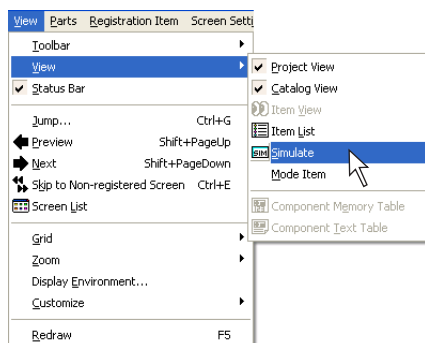 View Parts Registration Item Screen Setti
Toolbar
View
Status Bar
Jump... Ctrl+G
Preview Shift+PageUp
Next Shift+PageDown
Skip to Non-registered Screen Ctrl+E
Screen List
Grid
Zoom
Display Environment...
Customize
Redraw F5
Project View
Catalog View
Item View
Item List
SIM Simulate
Mode Item
Component Memory Table
Component Text Table